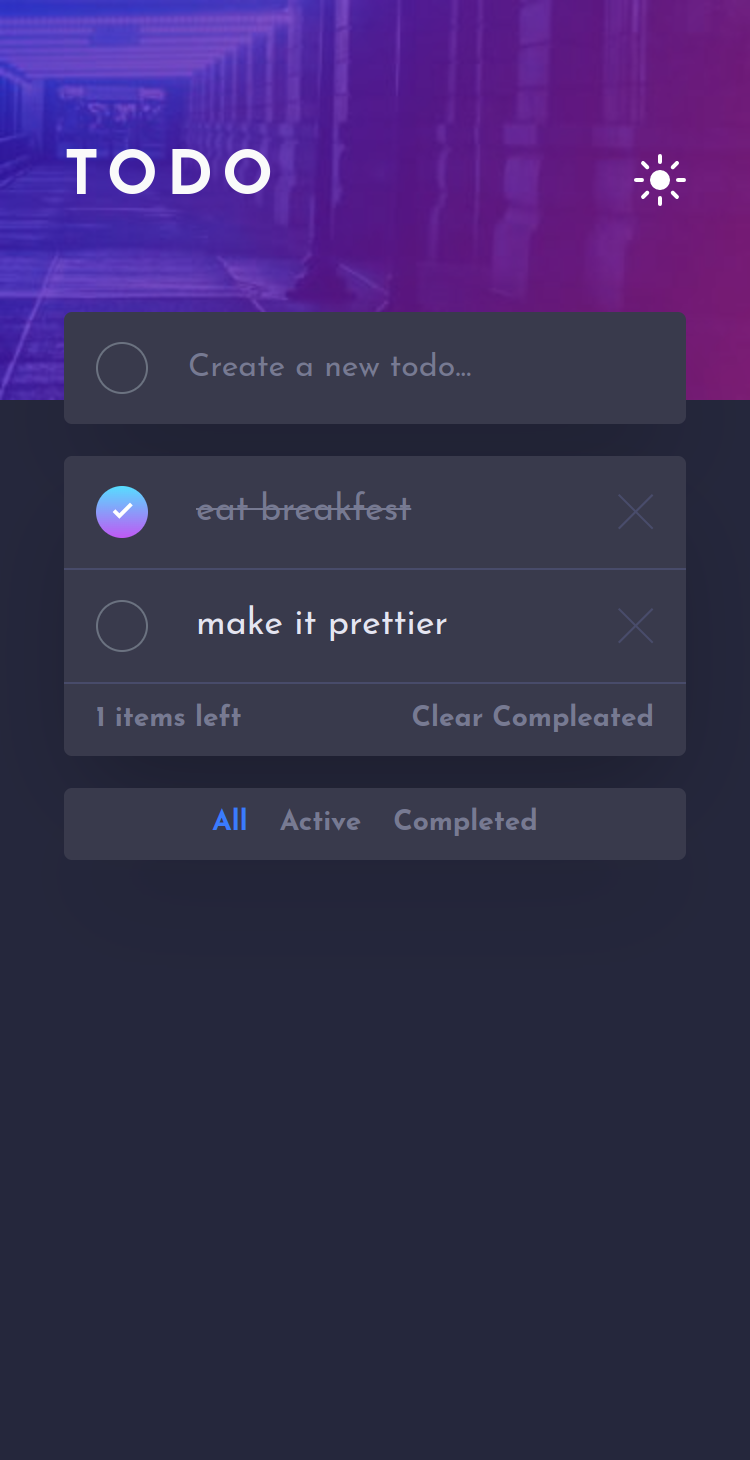 TODO
Create a new todo...
eat breakfest
make it prettier
1 items left Clear Compleated
All Active Completed